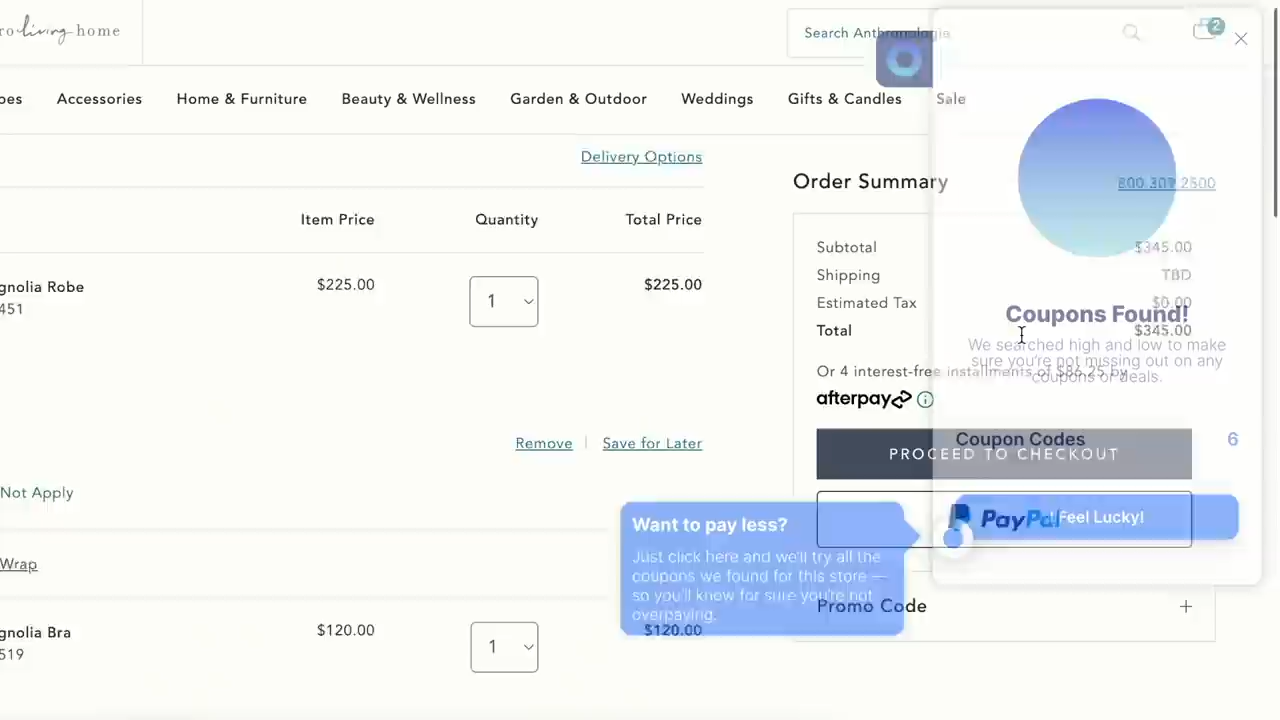 ro living home
Search Anthropologie
2
oes
Accessories
Home & Furniture
Beauty & Wellness
Garden & Outdoor
Weddings
Gifts & Candles
Sale
Delivery Options
Order Summary
800.309.2500
Item Price
Quantity
Total Price
Subtotal
$345.00
Shipping
TBD
Estimated Tax
$0.00
Total
$345.00
gnolia Robe
451
$225.00
1
$225.00
Or 4 interest-free installments of $86.25 by
afterpay
Coupons Found!
We searched high and low to make
sure you're not missing out on any
coupons or deals.
Coupon Codes
6
Remove
Save for Later
PROCEED TO CHECKOUT
Not Apply
PayPal
I Feel Lucky!
Want to pay less?
Just click here and we'll try all the
coupons we found for this store —
so you'll know for sure you're not
overpaying.
Wrap
Promo Code
+
gnolia Bra
519
$120.00
1
$120.00